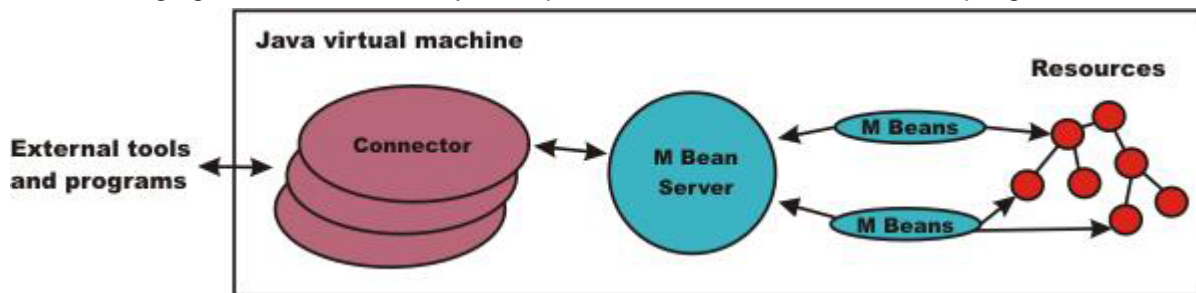 Java virtual machine
Resources
Connector
M Beans
External tools
and programs
M Bean
Server
M Beans